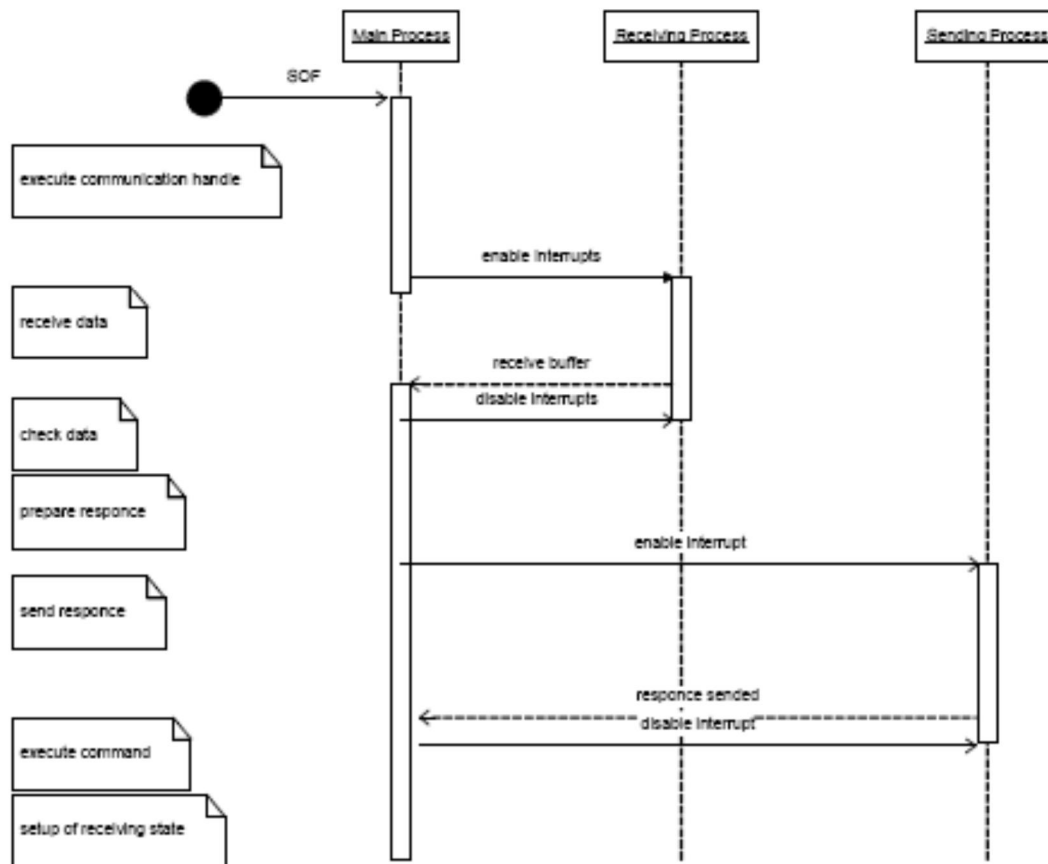 Main Process
Receiving Process
Sending Process
SOF
execute communication handle
enable interrupts
receive data
receive buffer
disable interrupts
check data
prepare responce
enable interrupt
send responce
responce sended
disable interrupt
execute command
setup of receiving state